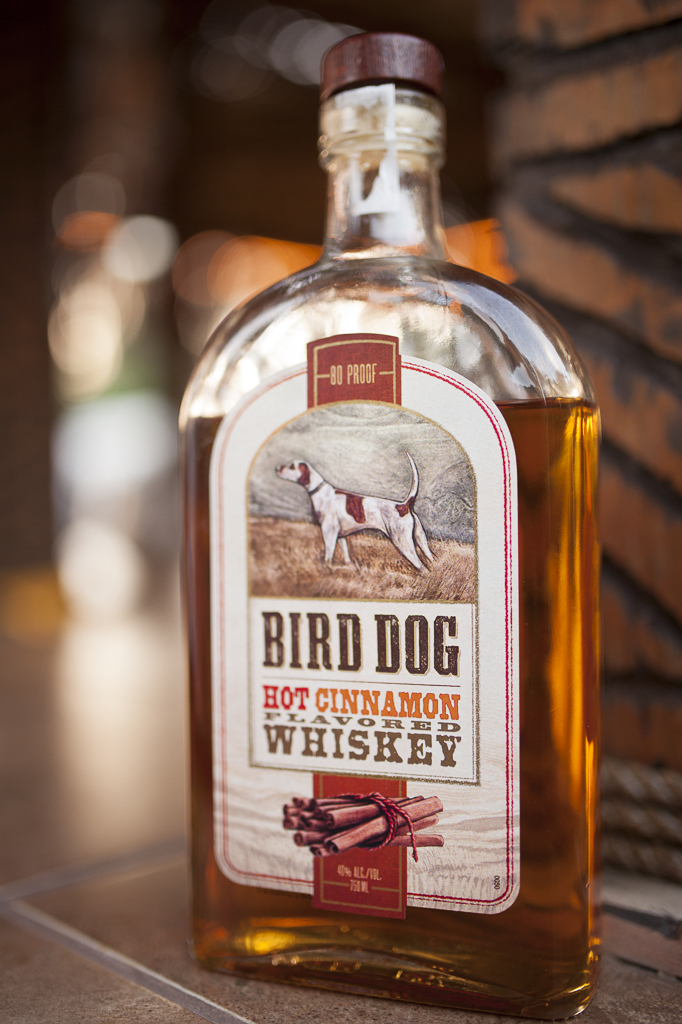 80 PROOF
BIRD DOG
HOT CINNAMON
FLAVORED
WHISKEY
40% ALC./VOL.
750 ML